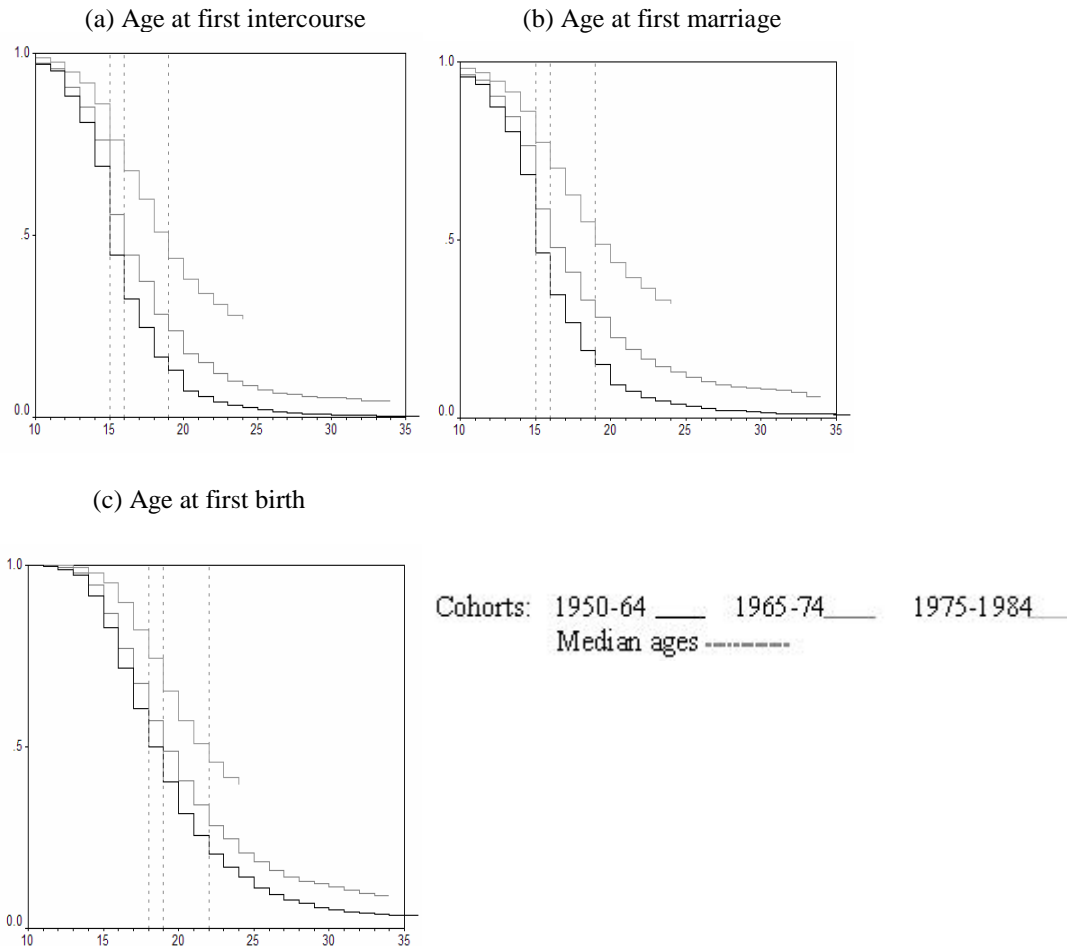 (a) Age at first intercourse
(b) Age at first marriage
1.0
.5
0.0
10 15 20 25 30 35
1.0
.5
0.0
10 15 20 25 30 35
(c) Age at first birth
1.0
.5
0.0
10 15 20 25 30 35
Cohorts: 1950-64 ____ 1965-74____ 1975-1984____
Median ages -------------